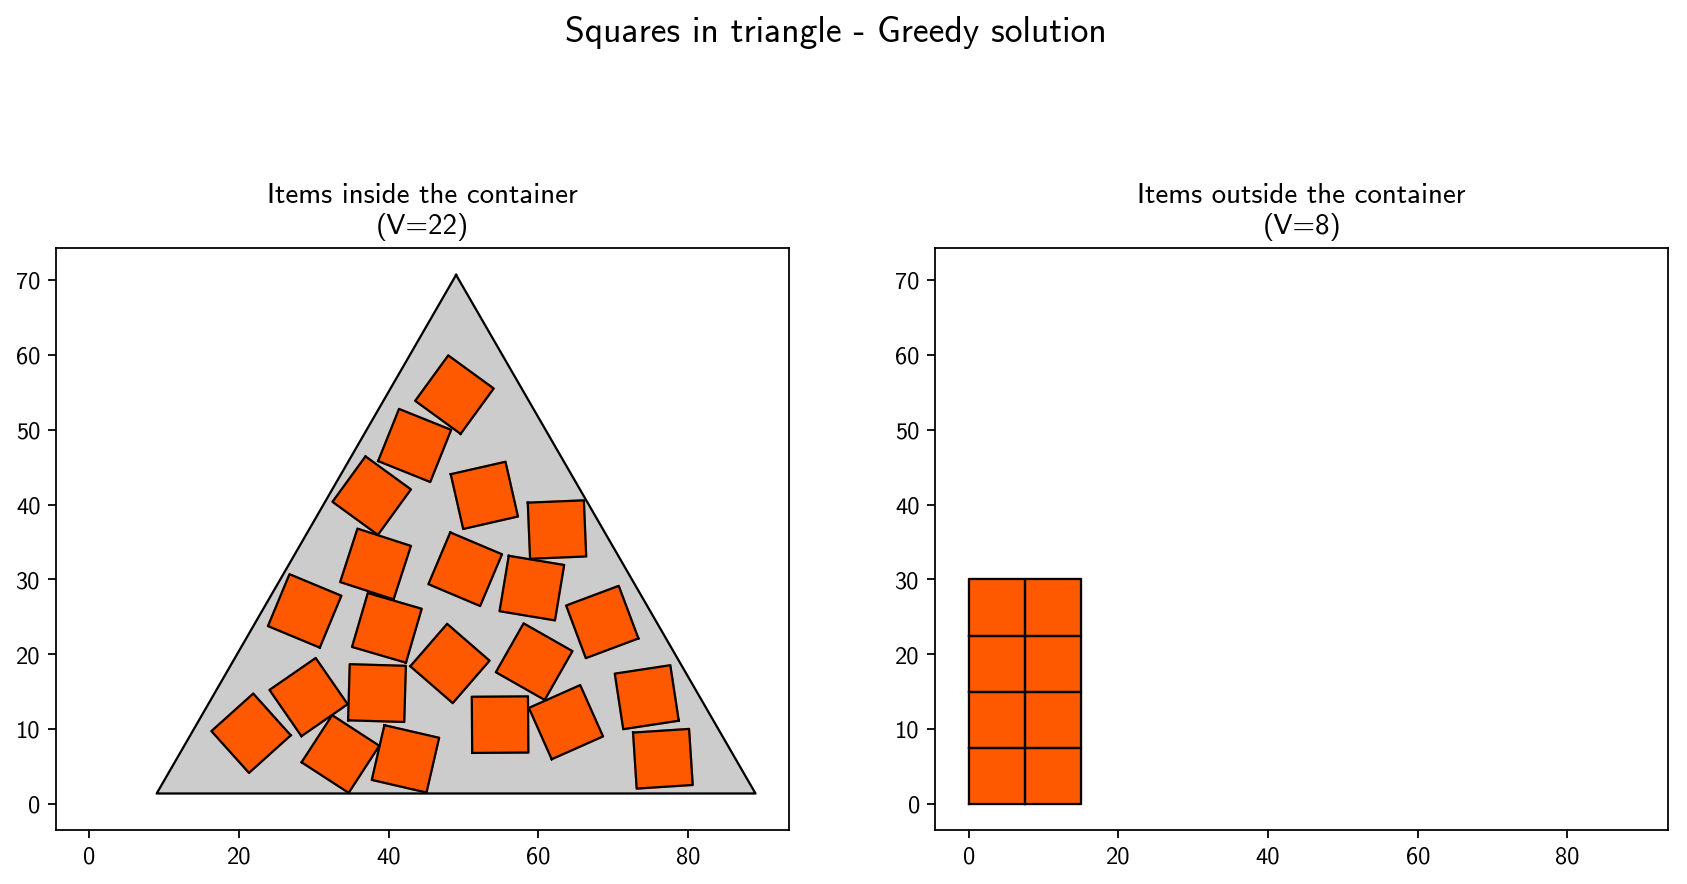 Squares in triangle - Greedy solution
Items inside the container
(V=22)
70
60
50
40
30
20
10
0
0 20 40 60 80
Items outside the container
(V=8)
70
60
50
40
30
20
10
0
0 20 40 60 80